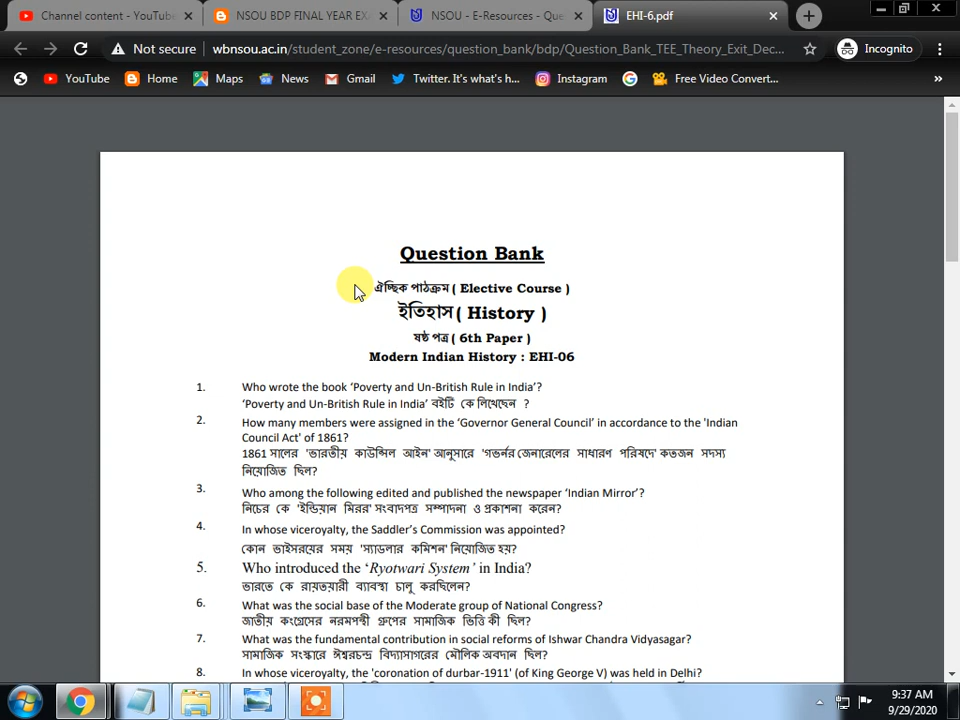 Channel content - YouTube
NSOU BDP FINAL YEAR EX
NSOU - E-Resources - Que
EHI-6.pdf
Not secure
wbnsou.ac.in/student_zone/e-resources/question_bank/bdp/Question_Bank_TEE_Theory_Exit_Dec...
Incognito
YouTube
Home
Maps
News
Gmail
Twitter. It's what's h...
Instagram
Free Video Convert...
Question Bank
ঐচ্ছিক পাঠক্রম ( Elective Course )
ইতিহাস ( History )
ষষ্ঠ পত্র ( 6th Paper )
Modern Indian History : EHI-06
1. Who wrote the book ‘Poverty and Un-British Rule in India’?
‘Poverty and Un-British Rule in India’ বইটি কে লিখেছেন ?
2. How many members were assigned in the ‘Governor General Council’ in accordance to the 'Indian
Council Act' of 1861?
1861 সালের 'ভারতীয় কাউন্সিল আইন' আনুসারে 'গভর্নর জেনারেলের সাধারণ পরিষদে' কতজন সদস্য
নিয়োজিত ছিল?
3. Who among the following edited and published the newspaper ‘Indian Mirror’?
নিচের কে 'ইন্ডিয়ান মিরর' সংবাদপত্র সম্পাদনা ও প্রকাশনা করেন?
4. In whose viceroyalty, the Saddler’s Commission was appointed?
কোন ভাইসরয়ের সময় 'স্যাডলার কমিশন' নিয়োজিত হয়?
5. Who introduced the ‘Ryotwari System’ in India?
ভারতে কে রায়তয়ারী ব্যাবস্থা চালু করছিলেন?
6. What was the social base of the Moderate group of National Congress?
জাতীয় কংগ্রেসের নরমপন্থী গ্রুপের সামাজিক ভিত্তি কী ছিল?
7. What was the fundamental contribution in social reforms of Ishwar Chandra Vidyasagar?
সামাজিক সংস্কারে ঈশ্বরচন্দ্র বিদ্যাসাগরের মৌলিক অবদান ছিল?
8. In whose viceroyalty, the 'coronation of durbar-1911' (of King George V) was held in Delhi?
9:37 AM
9/29/2020